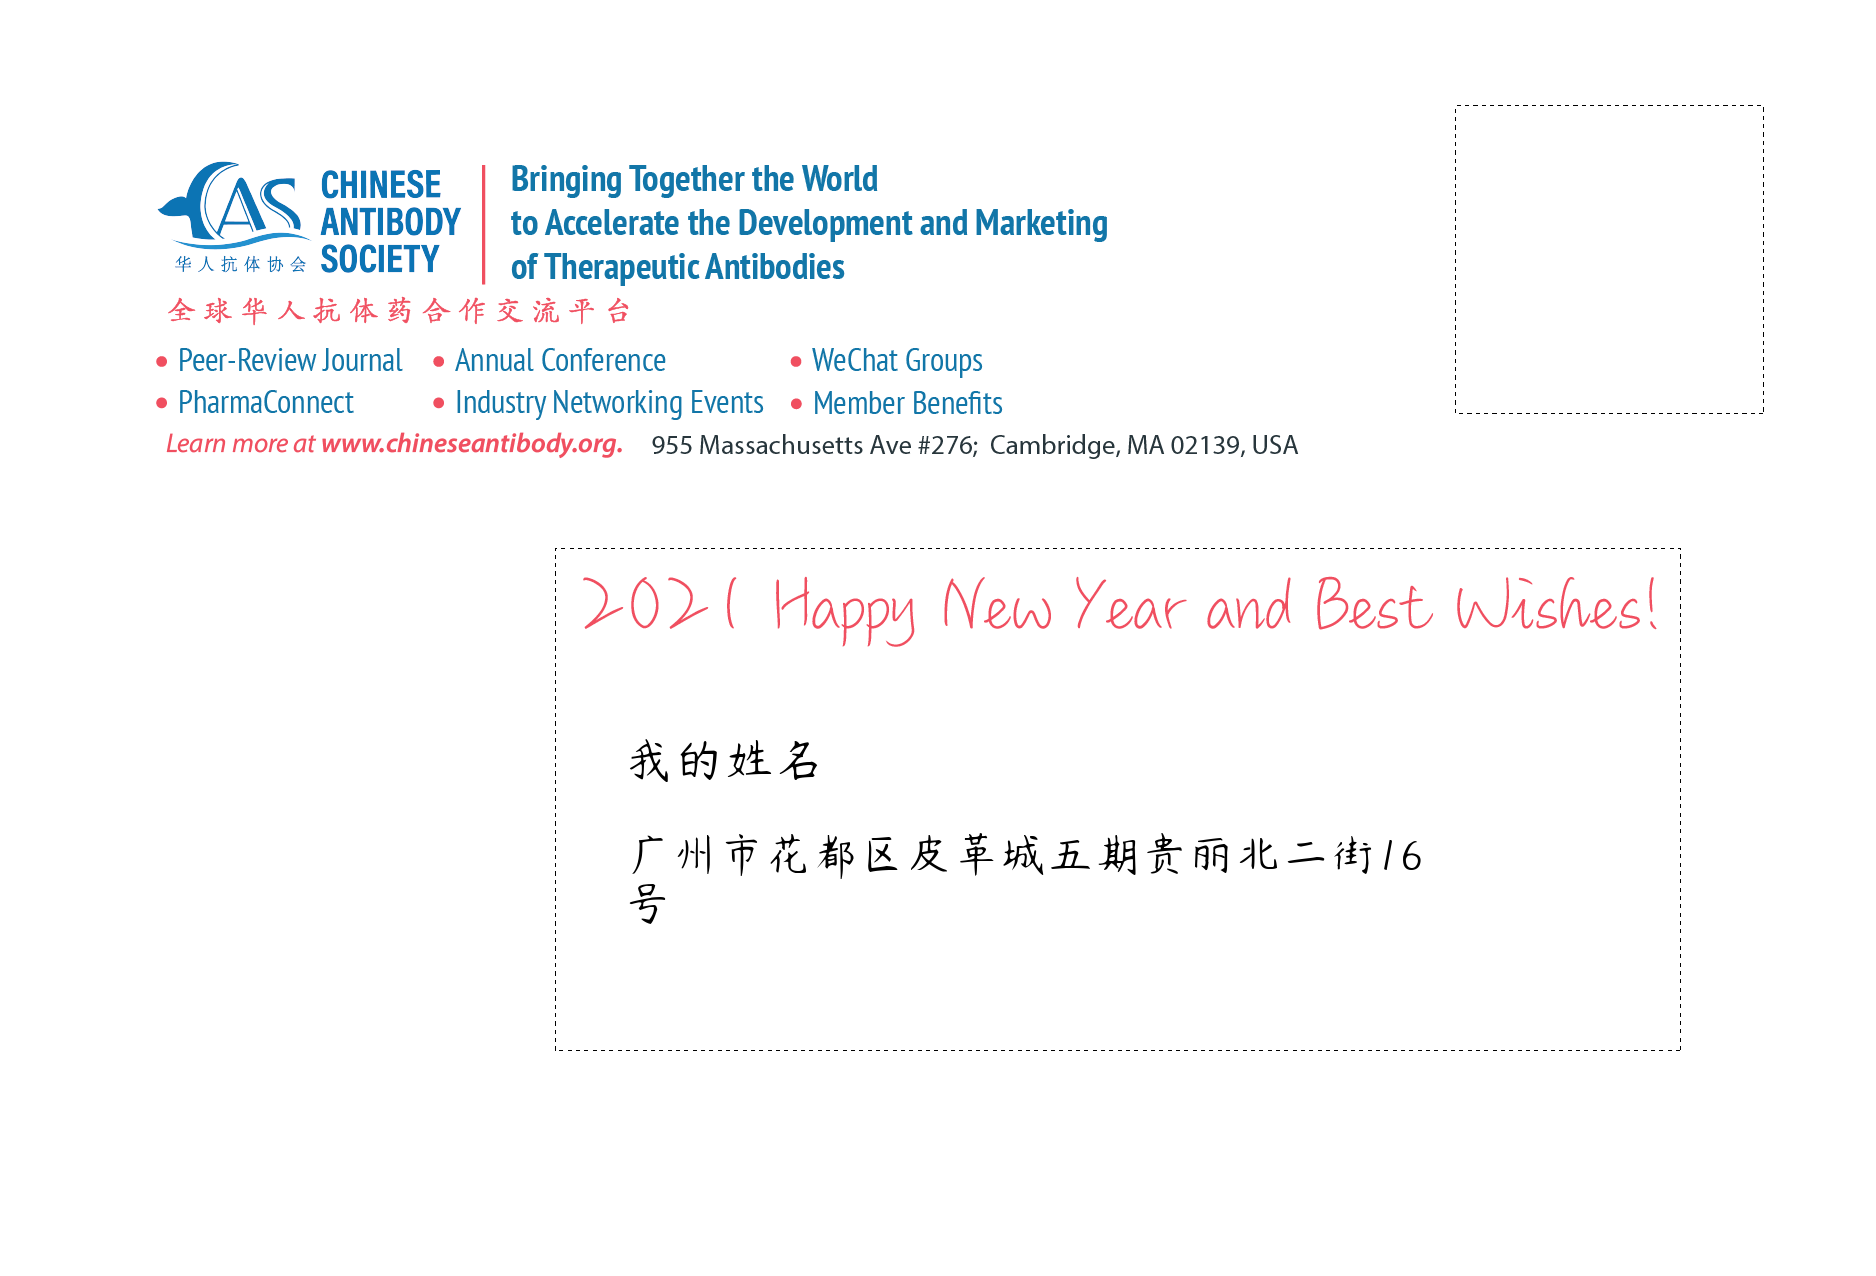 CHINESE
ANTIBODY
SOCIETY
华人抗体协会
Bringing Together the World
to Accelerate the Development and Marketing
of Therapeutic Antibodies
全球华人抗体药合作交流平台
• Peer-Review Journal • Annual Conference • WeChat Groups
• PharmaConnect • Industry Networking Events • Member Benefits
Learn more at www.chineseantibody.org. 955 Massachusetts Ave #276; Cambridge, MA 02139, USA
2021 Happy New Year and Best Wishes!
我的姓名
广州市花都区皮革城五期贵丽北二街16
号